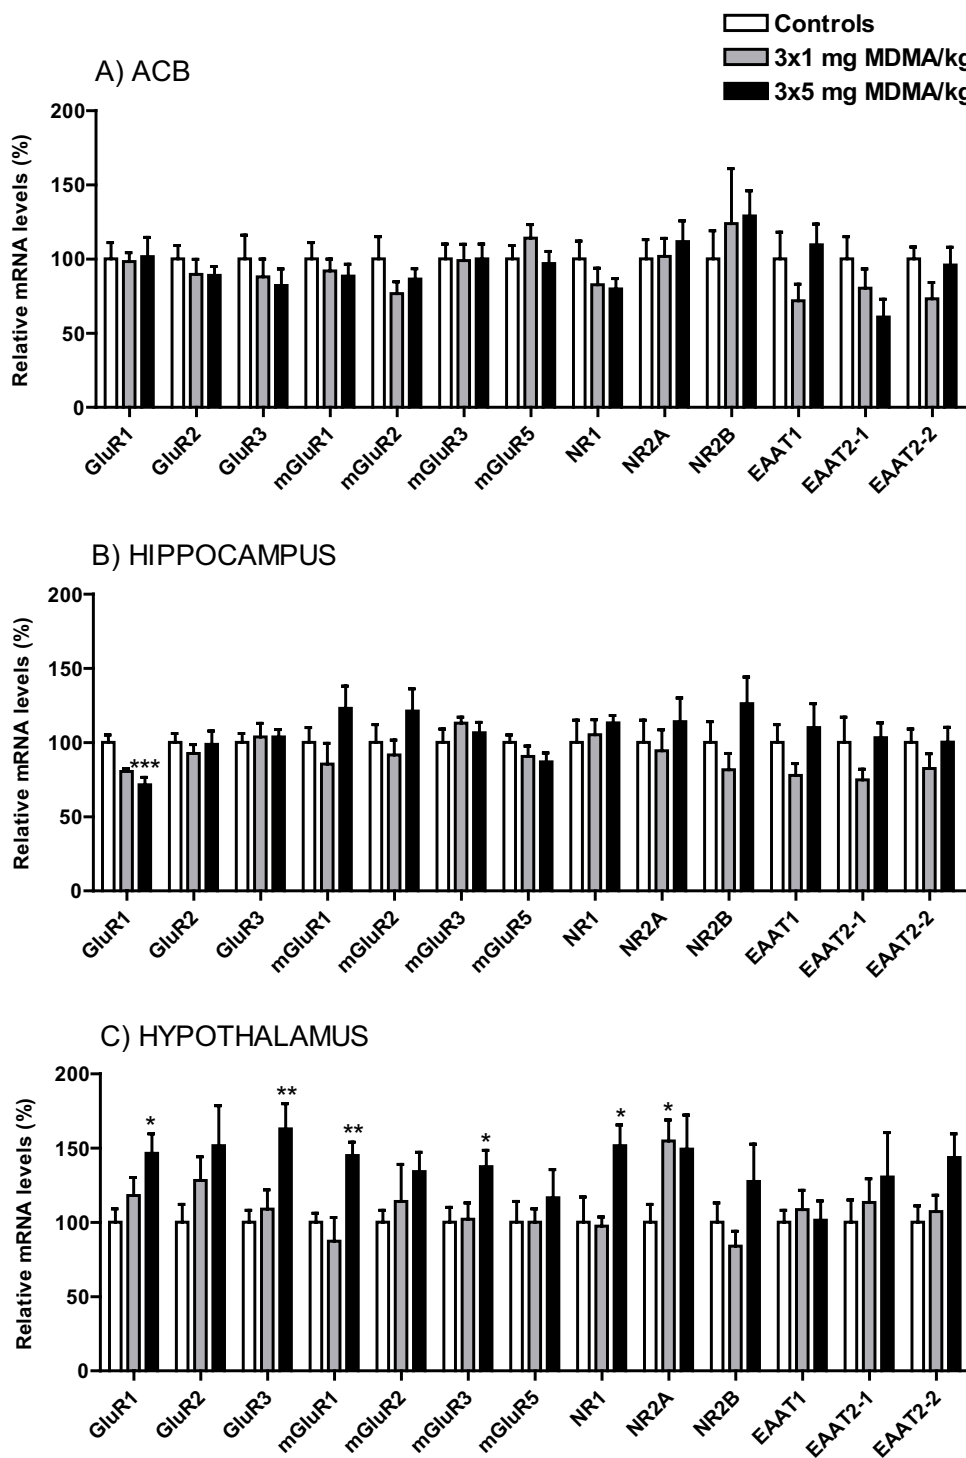 Controls
3x1 mg MDMA/kg
3x5 mg MDMA/kg
A) ACB
Relative mRNA levels (%)
200
150
100
50
0
GluR1 GluR2 GluR3 mGluR1 mGluR2 mGluR3 mGluR5 NR1 NR2A NR2B EAAT1 EAAT2-1 EAAT2-2
B) HIPPOCAMPUS
Relative mRNA levels (%)
200
150
100
50
0
***
GluR1 GluR2 GluR3 mGluR1 mGluR2 mGluR3 mGluR5 NR1 NR2A NR2B EAAT1 EAAT2-1 EAAT2-2
C) HYPOTHALAMUS
Relative mRNA levels (%)
200
150
100
50
0
* ** ** * * *
GluR1 GluR2 GluR3 mGluR1 mGluR2 mGluR3 mGluR5 NR1 NR2A NR2B EAAT1 EAAT2-1 EAAT2-2